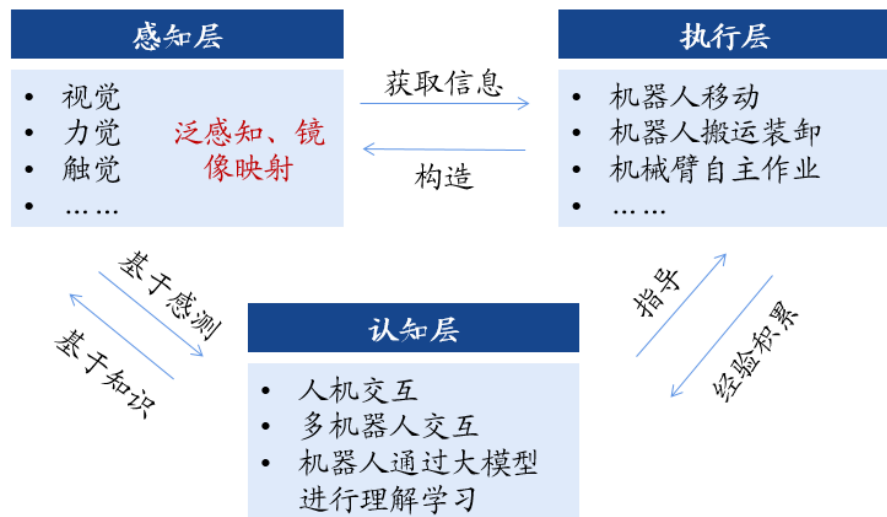 感知层
• 视觉
• 力觉
• 触觉
• ……
泛感知、镜
像映射
获取信息
构造
执行层
• 机器人移动
• 机器人搬运装卸
• 机械臂自主作业
• ……
基于感测
基于知识
认知层
• 人机交互
• 多机器人交互
• 机器人通过大模型
进行理解学习
指导
经验积累